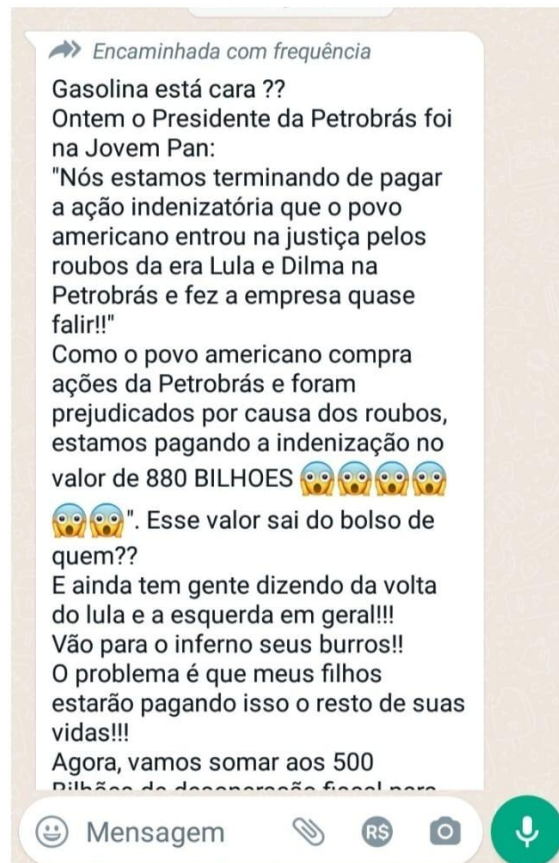 Encaminhada com frequência
Gasolina está cara ??
Ontem o Presidente da Petrobrás foi
na Jovem Pan:
"Nós estamos terminando de pagar
a ação indenizatória que o povo
americano entrou na justiça pelos
roubos da era Lula e Dilma na
Petrobrás e fez a empresa quase
falir!!"
Como o povo americano compra
ações da Petrobrás e foram
prejudicados por causa dos roubos,
estamos pagando a indenização no
valor de 880 BILHOES 😱😱😱😱
😱😱". Esse valor sai do bolso de
quem??
E ainda tem gente dizendo da volta
do lula e a esquerda em geral!!!
Vão para o inferno seus burros!!
O problema é que meus filhos
estarão pagando isso o resto de suas
vidas!!!
Agora, vamos somar aos 500
Bilhões de desoneração fiscal para
Mensagem
R$